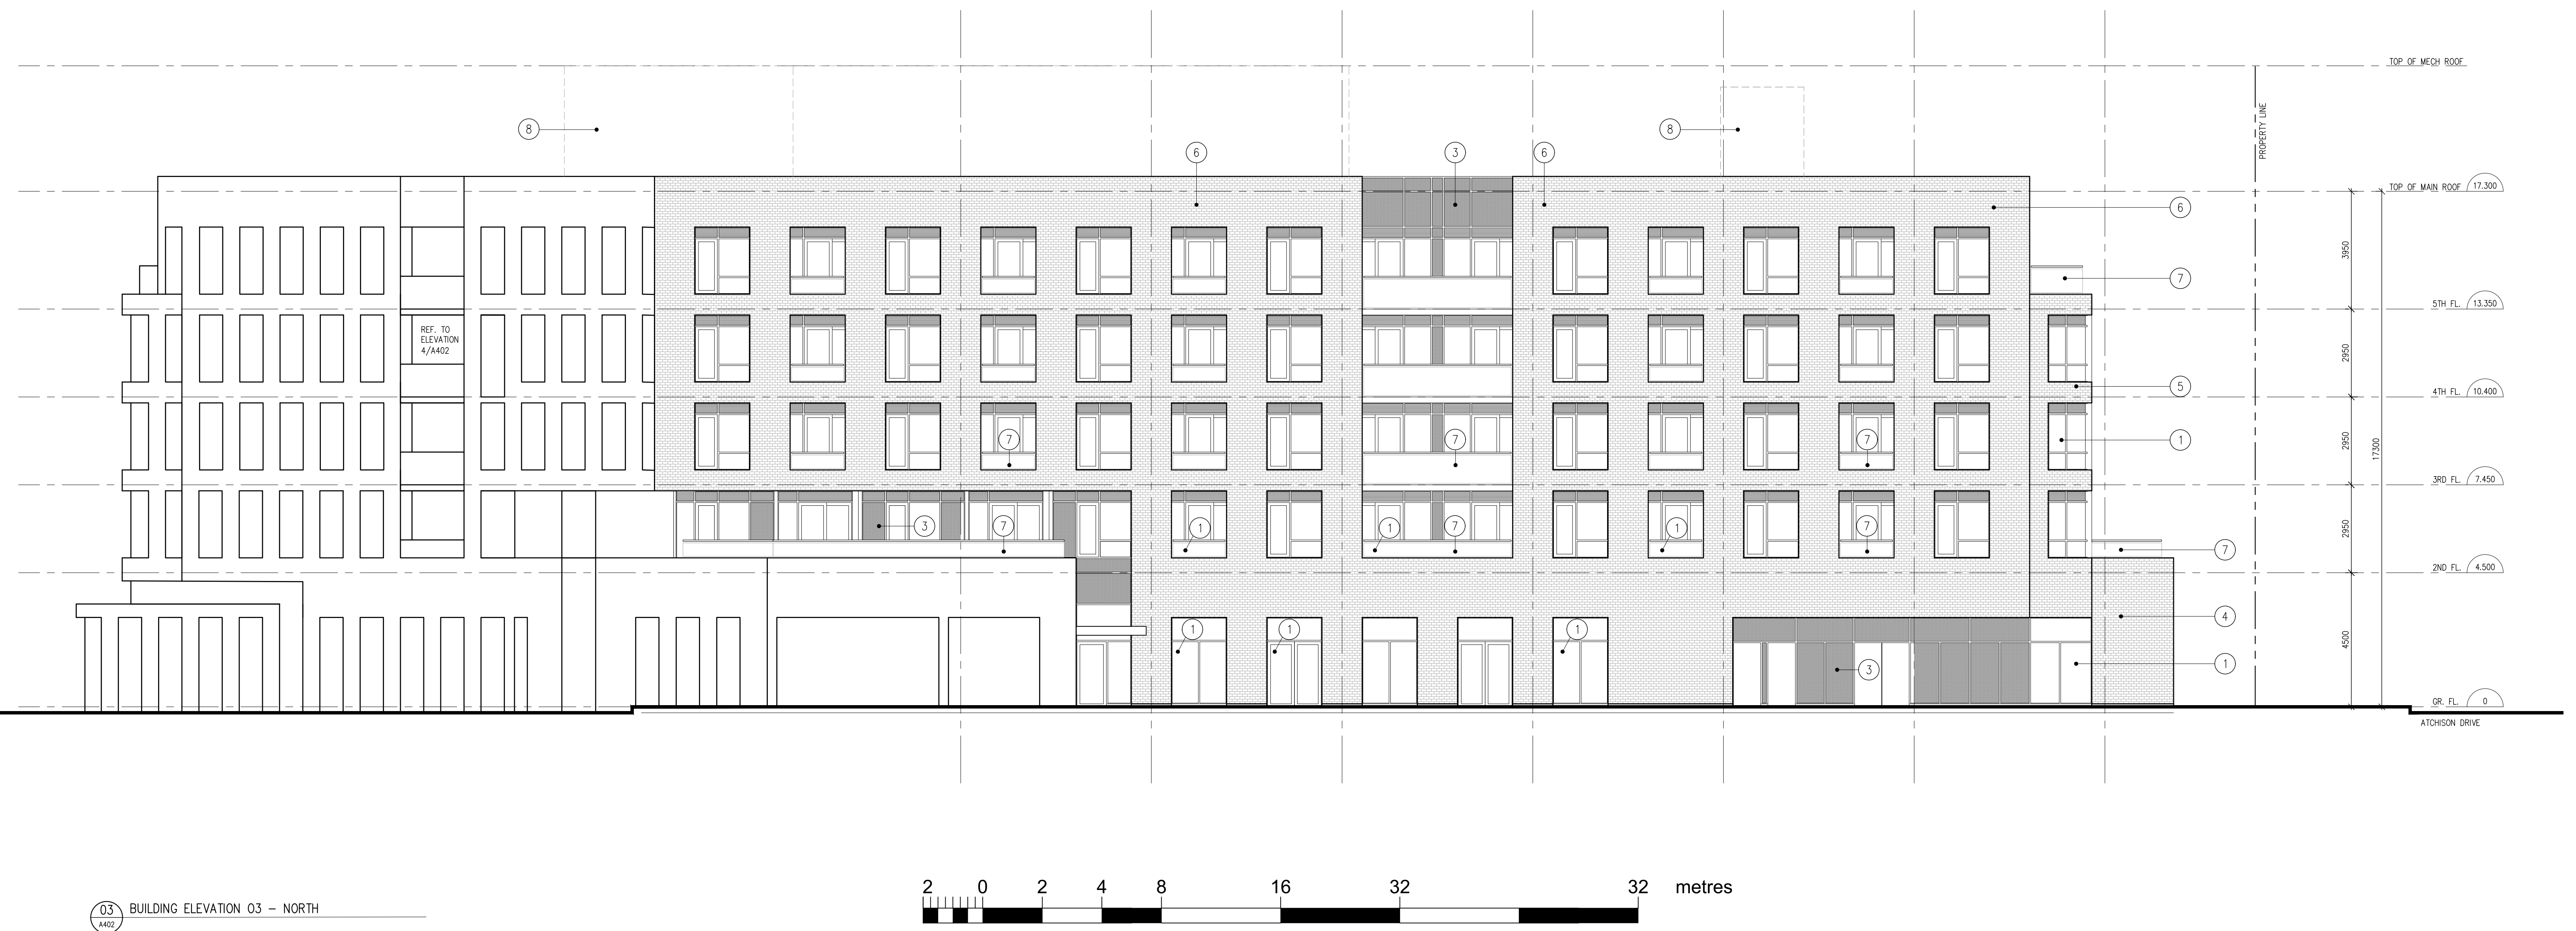 TOP OF MECH ROOF
PROPERTY LINE
8
8
6
3
6
TOP OF MAIN ROOF 17.300
6
3950
7
5TH FL. 13.350
REF. TO
ELEVATION
4/A402
2950
5
4TH FL. 10.400
7
7
7
1
2950
17300
3RD FL. 7.450
3
7
1
1
7
1
7
2950
7
2ND FL. 4.500
4
1
1
1
4500
3
1
GR. FL. 0
ATCHISON DRIVE
2 0 2 4 8 16 32 32 metres
03 BUILDING ELEVATION 03 – NORTH
A402